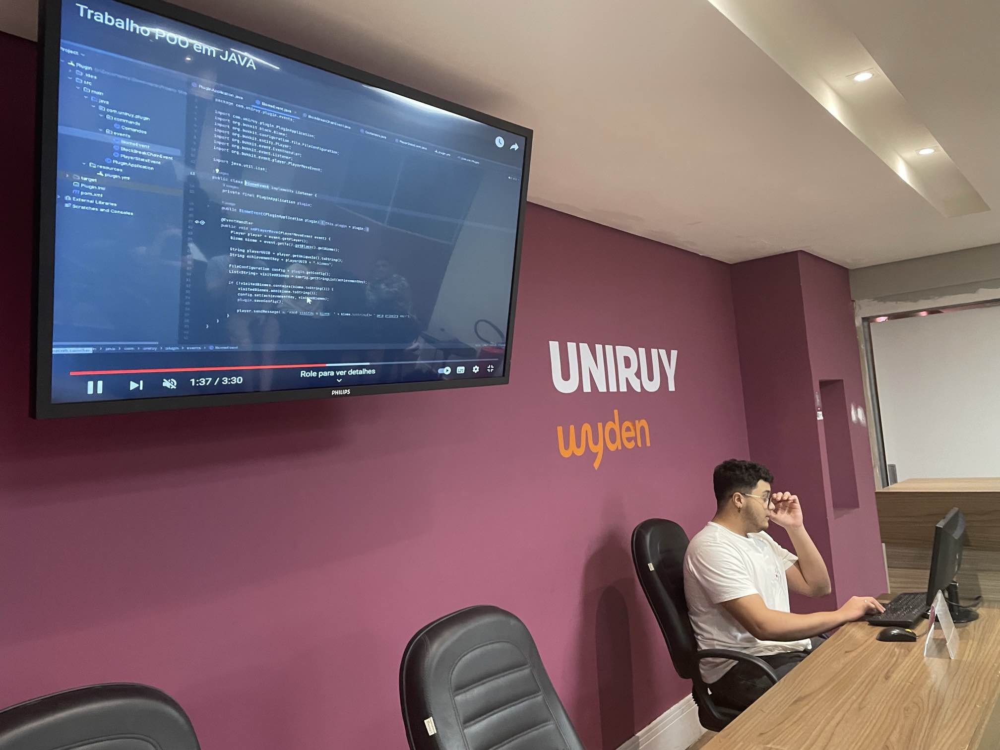 Trabalho POO em JAVA
Project
Plugin
.idea
src
main
java
com.uniruy.plugin
commands
Comandos
events
BiomeEvent
BlockBreakChainEvent
PlayerStatsEvent
PluginApplication
resources
plugin.yml
target
Plugin.iml
pom.xml
External Libraries
Scratches and Consoles
PluginApplication.java BiomeEvent.java BlockBreakChainEvent.java Comandos.java PlayerStatsEvent.java plugin.yml
package com.uniruy.plugin.events;
import com.uniruy.plugin.PluginApplication;
import org.bukkit.block.Biome;
import org.bukkit.configuration.file.FileConfiguration;
import org.bukkit.entity.Player;
import org.bukkit.event.EventHandler;
import org.bukkit.event.Listener;
import org.bukkit.event.player.PlayerMoveEvent;
import java.util.List;
public class BiomeEvent implements Listener {
private final PluginApplication plugin;
public BiomeEvent(PluginApplication plugin) { this.plugin = plugin; }
@EventHandler
public void onPlayerMove(PlayerMoveEvent event) {
Player player = event.getPlayer();
Biome biome = event.getTo().getBlock().getBiome();
String playerUUID = player.getUniqueId().toString();
String achievementKey = playerUUID + ".biomes";
FileConfiguration config = plugin.getConfig();
List<String> visitedBiomes = config.getStringList(achievementKey);
if (!visitedBiomes.contains(biome.toString())) {
visitedBiomes.add(biome.toString());
config.set(achievementKey, visitedBiomes);
plugin.saveConfig();
player.sendMessage( "Você visitou o bioma: " + biome.toString()+ " pela primeira vez!");
}
}
}
java > com > uniruy > plugin > events > BiomeEvent
1:37 / 3:30
Role para ver detalhes
PHILIPS
UNIRUY
wyden